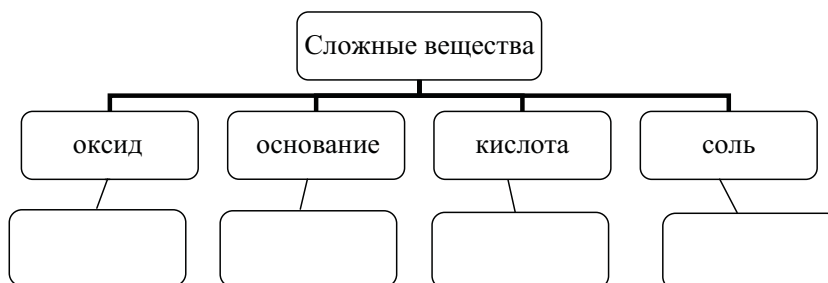 Сложные вещества
оксид
основание
кислота
соль